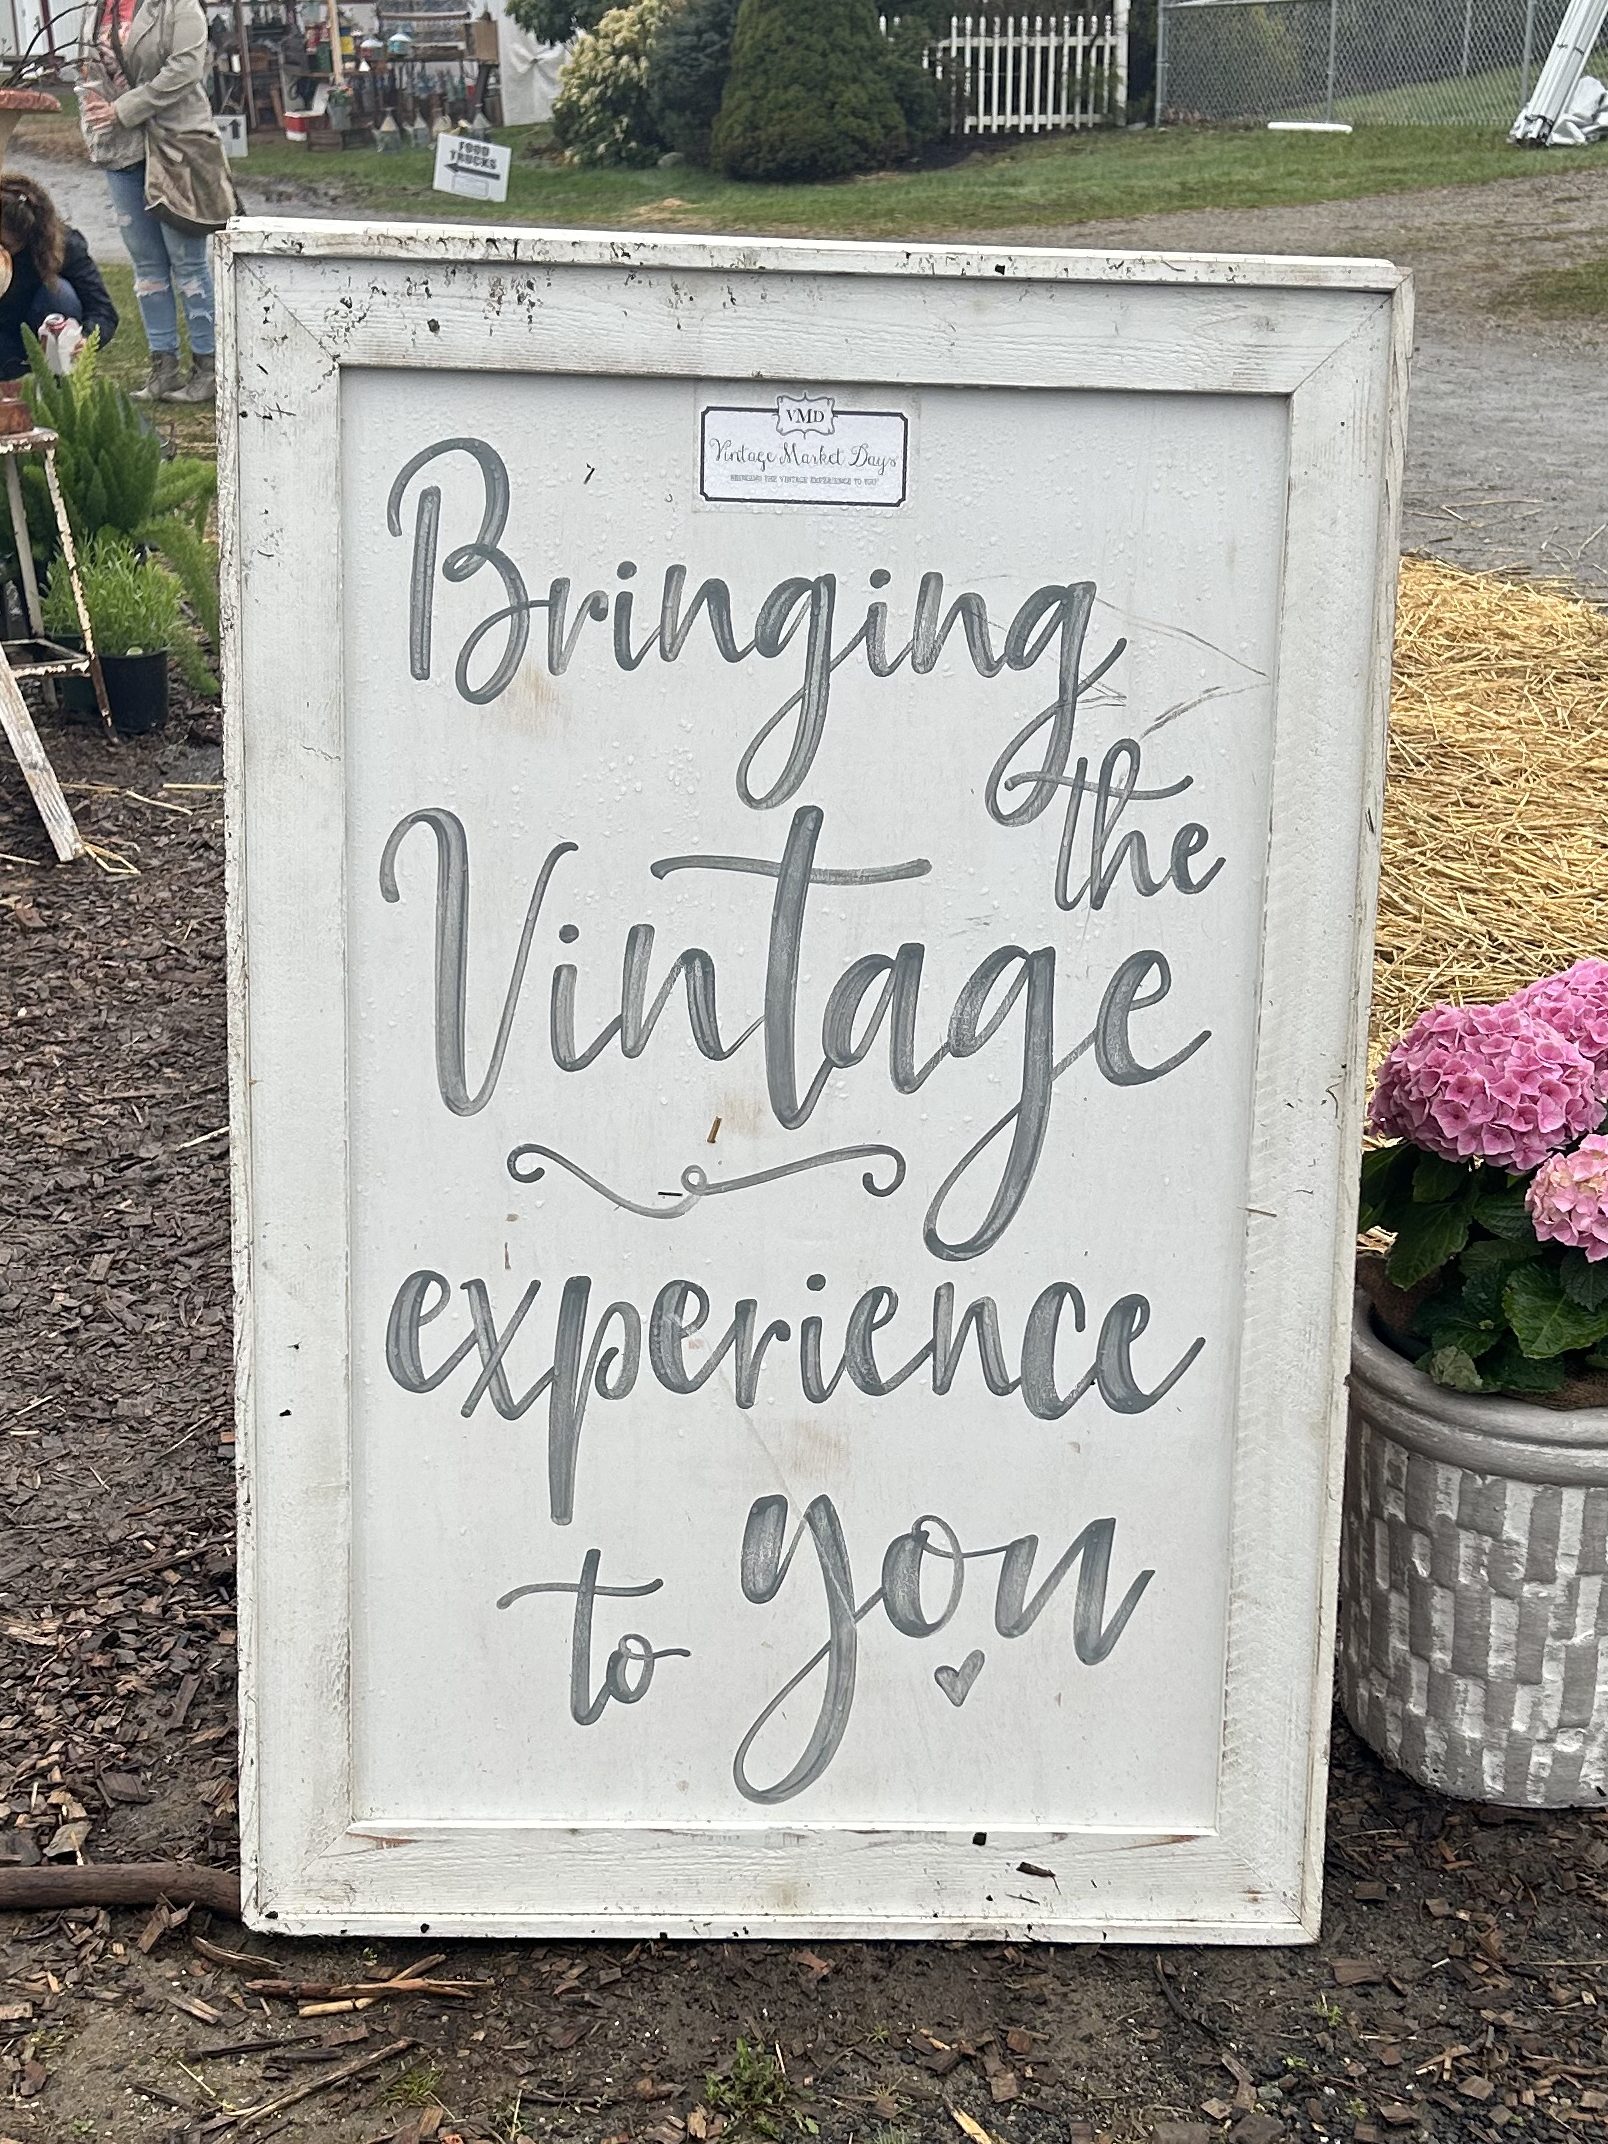 FOOD
TRUCKS
VMD
Vintage Market Days
BRINGING THE VINTAGE EXPERIENCE TO YOU
Bringing
the
Vintage
experience
to you